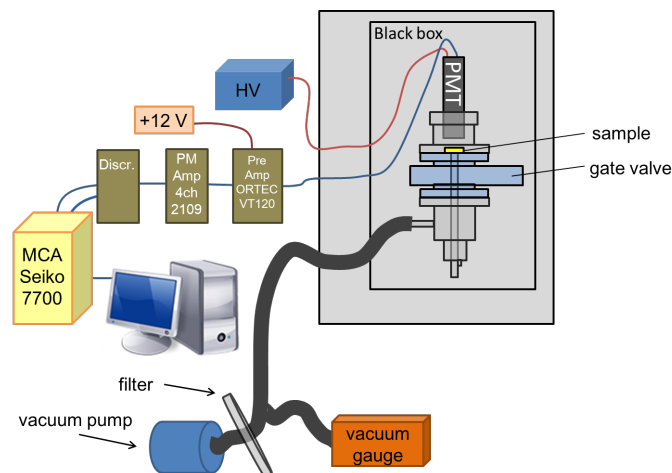 Black box
HV
PMT
+12 V
sample
gate valve
Discr.
PM
Amp
4ch
2109
Pre
Amp
ORTEC
VT120
MCA
Seiko
7700
filter
vacuum pump
vacuum
gauge